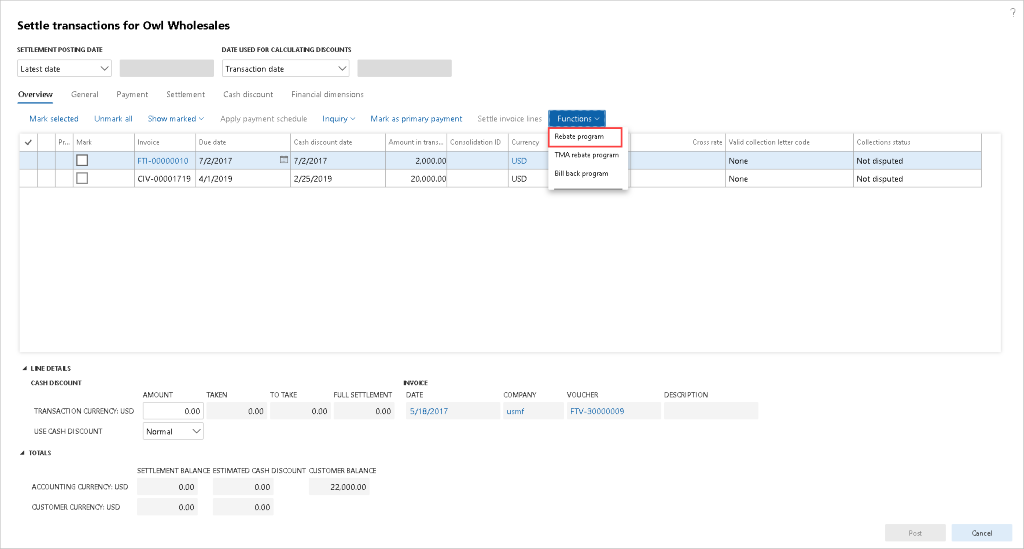 ?
Settle transactions for Owl Wholesales
SETTLEMENT POSTING DATE DATE USED FOR CALCULATING DISCOUNTS
Latest date Transaction date
Overview General Payment Settlement Cash discount Financial dimensions
Mark selected Unmark all Show marked Apply payment schedule Inquiry Mark as primary payment Settle invoice lines Functions
Pr... Mark Invoice Due date Cash discount date Amount in trans... Consolidation ID Currency Cross rate Valid collection letter code Collections status
Rebate program
TMA rebate program
Bill back program
FTI-00000010 7/2/2017 7/2/2017 2,000.00 USD None Not disputed
CIV-00001719 4/1/2019 2/25/2019 20,000.00 USD None Not disputed
LINE DETAILS
CASH DISCOUNT INVOICE
AMOUNT TAKEN TO TAKE FULL SETTLEMENT DATE COMPANY VOUCHER DESCRIPTION
TRANSACTION CURRENCY: USD 0.00 0.00 0.00 0.00 5/18/2017 usmf FTV-30000009
USE CASH DISCOUNT Normal
TOTALS
SETTLEMENT BALANCE ESTIMATED CASH DISCOUNT CUSTOMER BALANCE
ACCOUNTING CURRENCY: USD 0.00 0.00 22,000.00
CUSTOMER CURRENCY: USD 0.00 0.00
Post Cancel